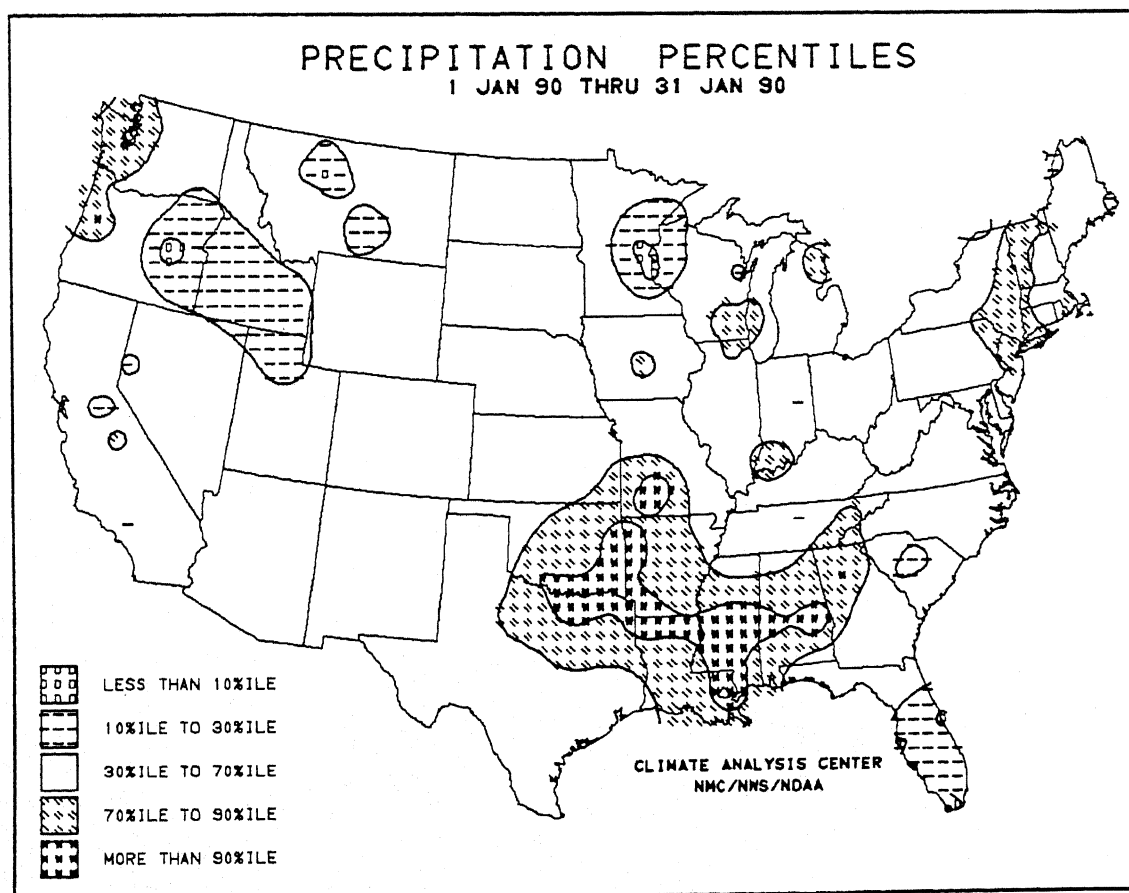 PRECIPITATION PERCENTILES
1 JAN 90 THRU 31 JAN 90
LESS THAN 10%ILE
10%ILE TO 30%ILE
30%ILE TO 70%ILE
70%ILE TO 90%ILE
MORE THAN 90%ILE
CLIMATE ANALYSIS CENTER
NMC/NWS/NOAA